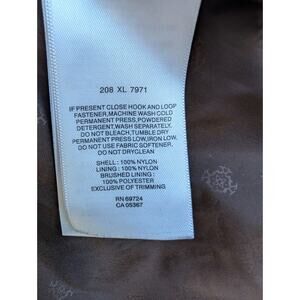 208 XL 7971
IF PRESENT CLOSE HOOK AND LOOP
FASTENER,MACHINE WASH COLD
PERMANENT PRESS,POWDERED
DETERGENT,WASH SEPARATELY.
DO NOT BLEACH,TUMBLE DRY
PERMANENT PRESS LOW,IRON LOW,
DO NOT USE FABRIC SOFTENER.
DO NOT DRYCLEAN
SHELL : 100% NYLON
LINING : 100% NYLON
BRUSHED LINING :
100% POLYESTER
EXCLUSIVE OF TRIMMING
RN 69724
CA 05367